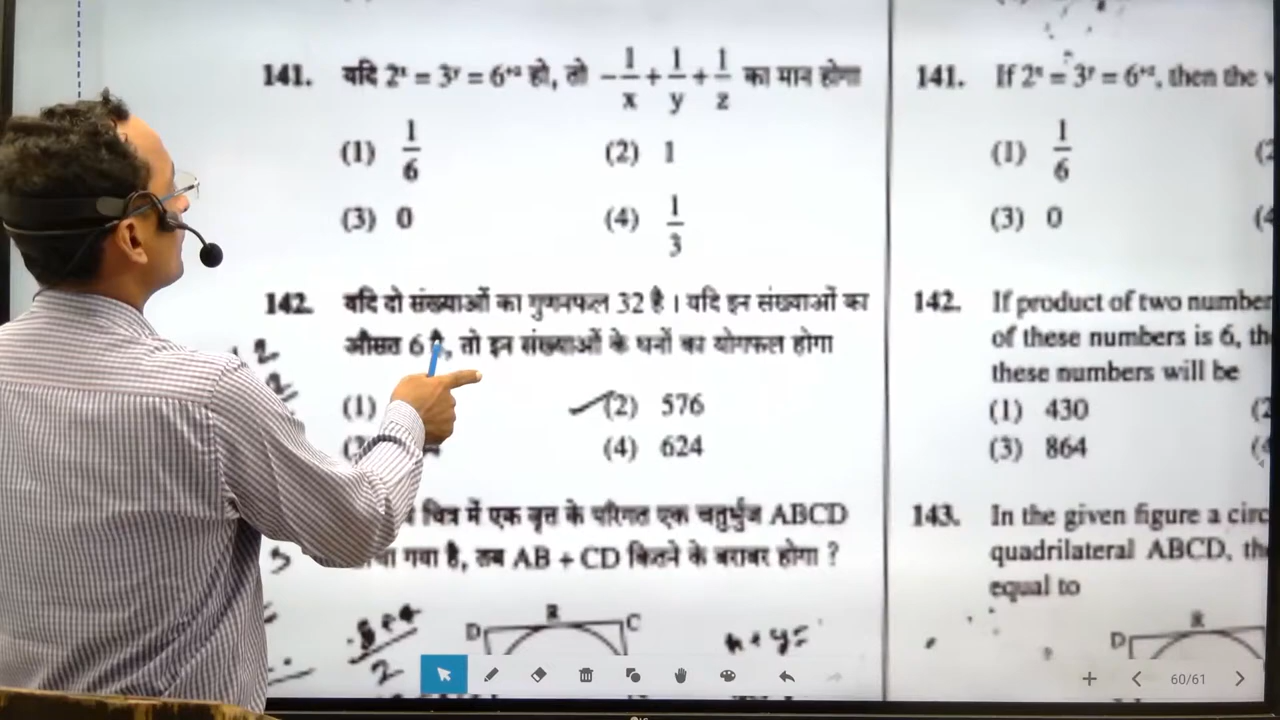 141. यदि 2ˣ = 3ʸ = 6⁺ᶻ हो, तो -1/x + 1/y + 1/z का मान होगा
(1) 1/6 (2) 1
(3) 0 (4) 1/3
142. यदि दो संख्याओं का गुणनफल 32 है। यदि इन संख्याओं का
औसत 6 है, तो इन संख्याओं के घनों का योगफल होगा
(1) (2) 576
(4) 624
चित्र में एक वृत्त के परिगत एक चतुर्भुज ABCD
गया है, तब AB + CD कितने के बराबर होगा ?
D R C
x + y =
141. If 2ˣ = 3ʸ = 6⁺ᶻ, then the
(1) 1/6
(3) 0
142. If product of two number
of these numbers is 6, th
these numbers will be
(1) 430
(3) 864
143. In the given figure a circ
quadrilateral ABCD, th
equal to
D R
60/61